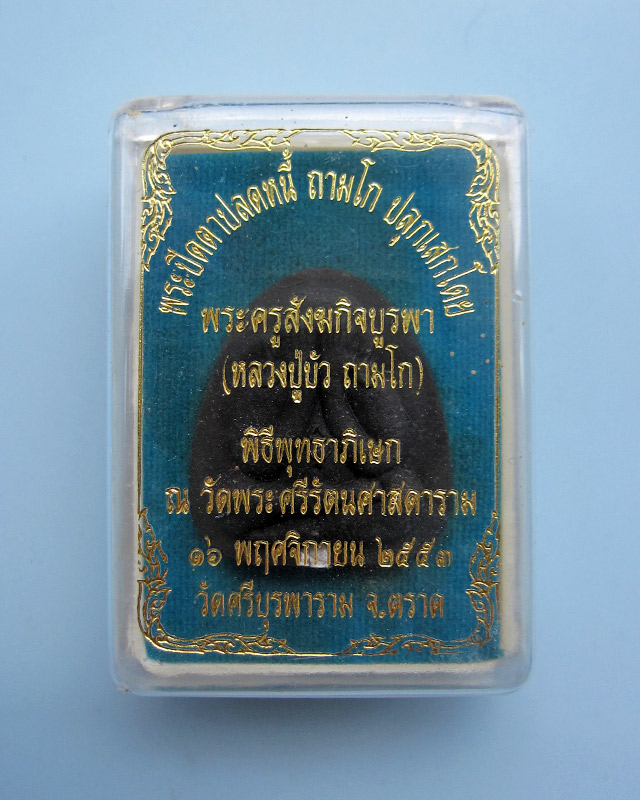 พระปิดตาปลดหนี้ ถามโก ปลุกเสกโดย
พระครูสังฆกิจบูรพา
(หลวงปู่บัว ถามโก)
พิธีพุทธาภิเษก
ณ วัดพระศรีรัตนศาสดาราม
๑๖ พฤศจิกายน ๒๕๕๓
วัดศรีบุรพาราม จ.ตราด